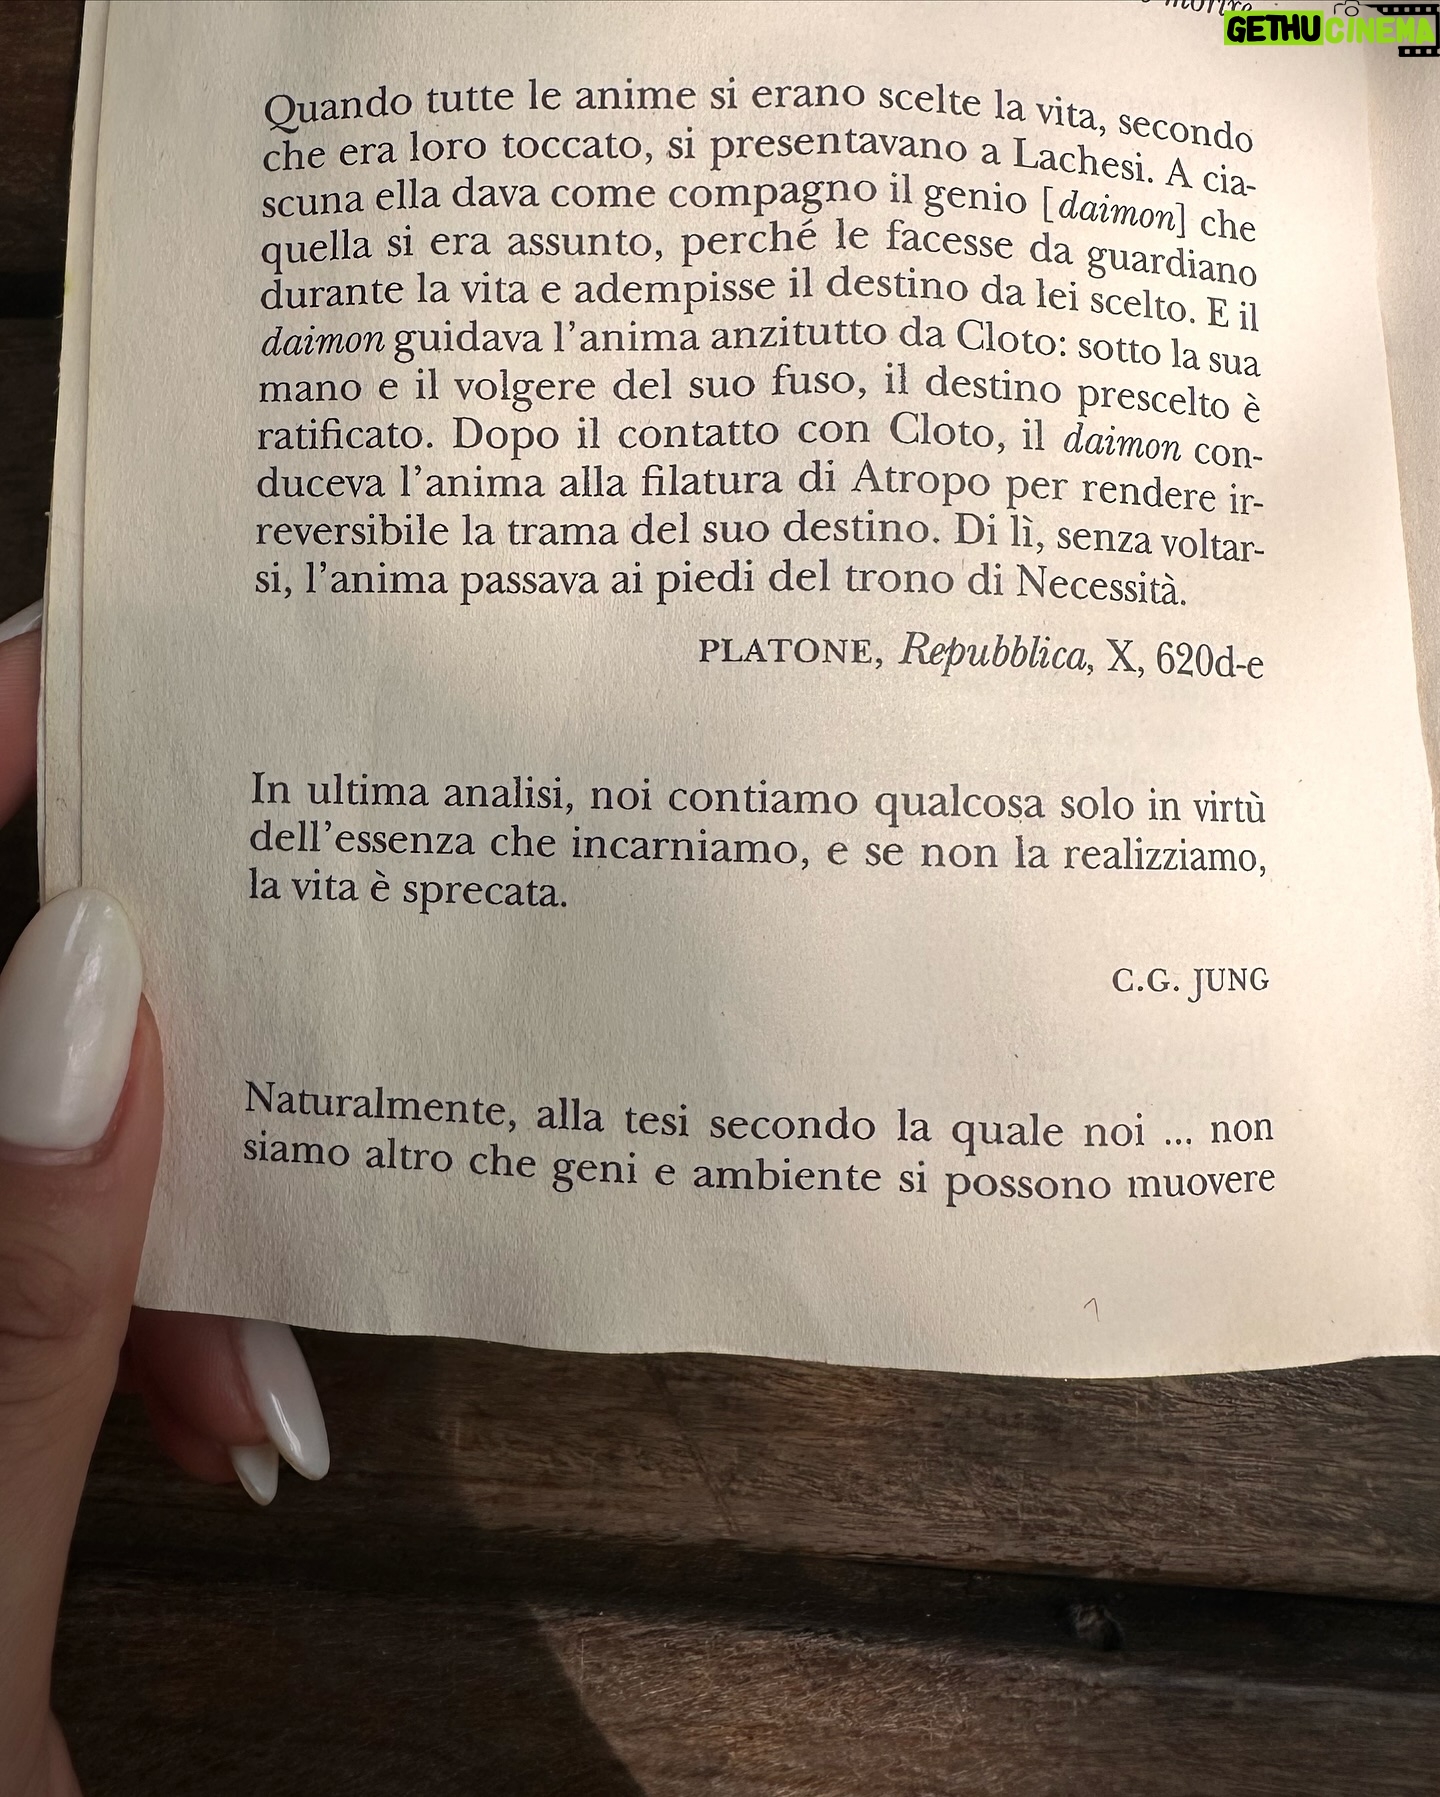 morire
GETHUCINEMA
Quando tutte le anime si erano scelte la vita, secondo
che era loro toccato, si presentavano a Lachesi. A cia-
scuna ella dava come compagno il genio [daimon] che
quella si era assunto, perché le facesse da guardiano
durante la vita e adempisse il destino da lei scelto. E il
daimon guidava l’anima anzitutto da Cloto: sotto la sua
mano e il volgere del suo fuso, il destino prescelto è
ratificato. Dopo il contatto con Cloto, il daimon con-
duceva l’anima alla filatura di Atropo per rendere ir-
reversibile la trama del suo destino. Di lì, senza voltar-
si, l’anima passava ai piedi del trono di Necessità.
PLATONE, Repubblica, X, 620d-e
In ultima analisi, noi contiamo qualcosa solo in virtù
dell’essenza che incarniamo, e se non la realizziamo,
la vita è sprecata.
C.G. JUNG
Naturalmente, alla tesi secondo la quale noi ... non
siamo altro che geni e ambiente si possono muovere